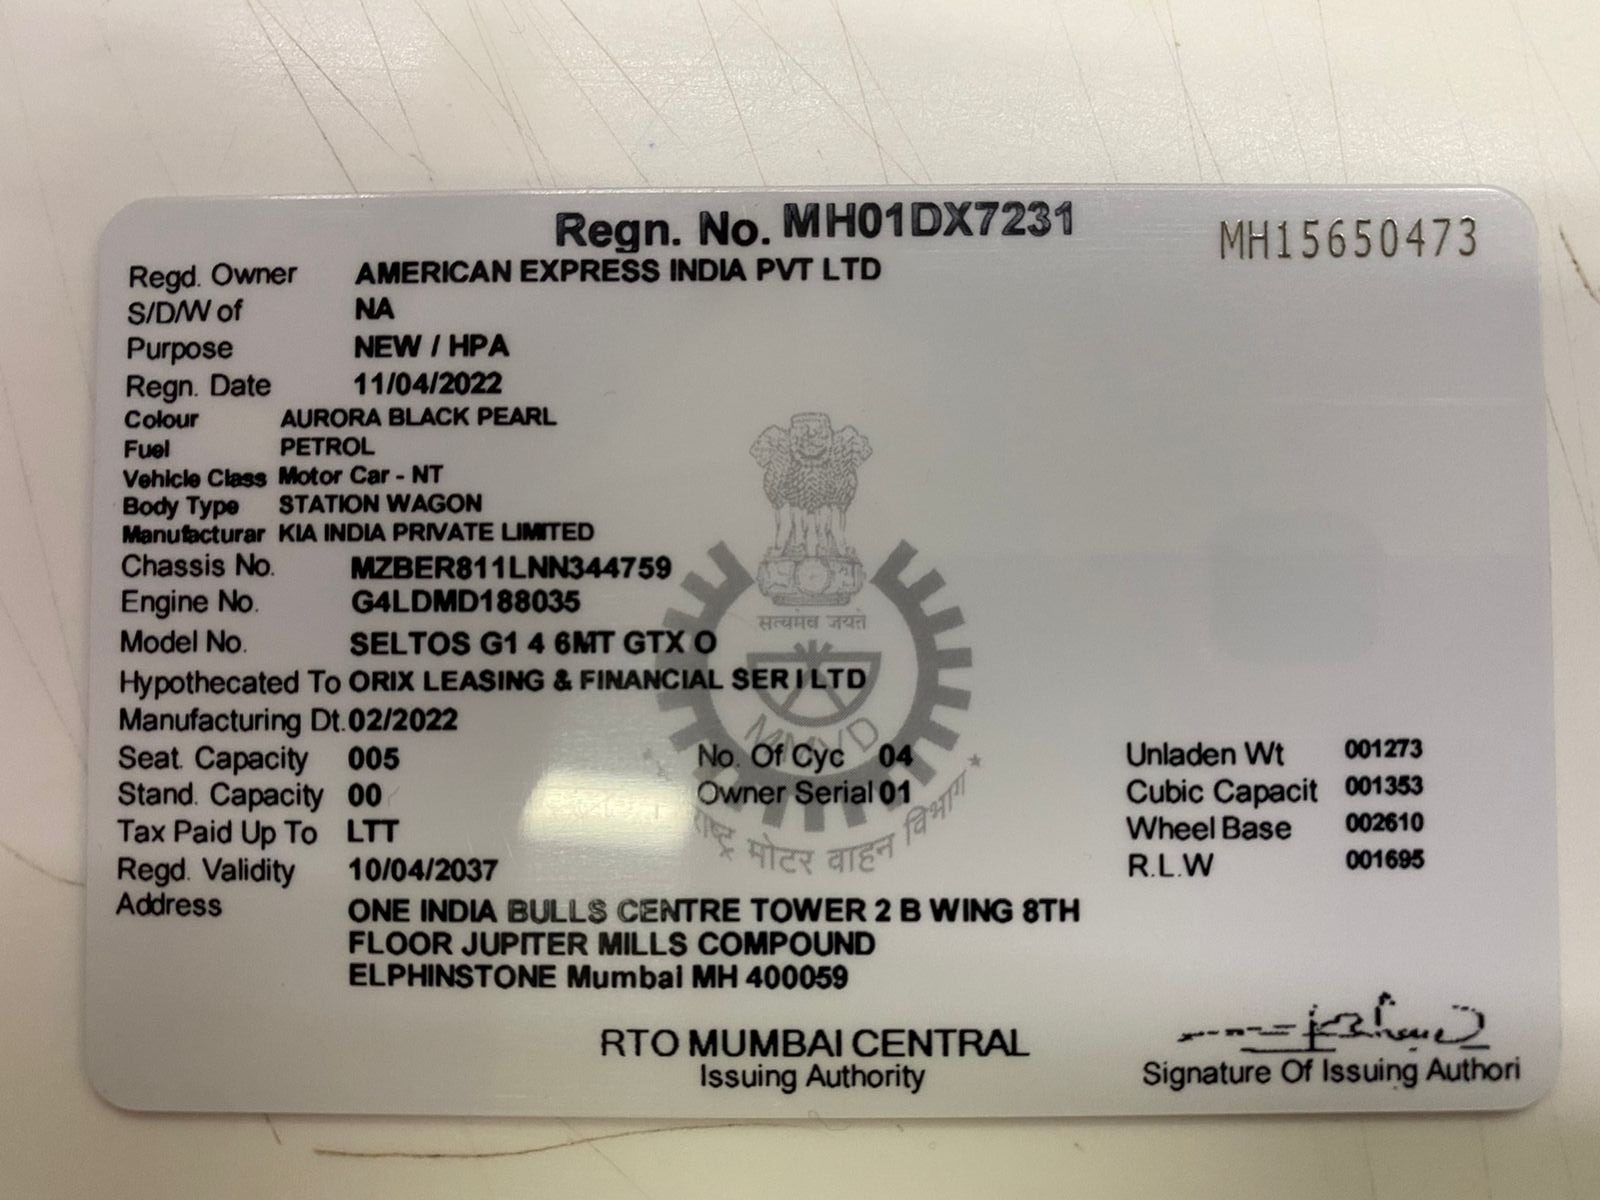 Regn. No. MH01DX7231
MH15650473
Regd. Owner AMERICAN EXPRESS INDIA PVT LTD
S/D/W of NA
Purpose NEW / HPA
Regn. Date 11/04/2022
Colour AURORA BLACK PEARL
Fuel PETROL
Vehicle Class Motor Car - NT
Body Type STATION WAGON
Manufacturar KIA INDIA PRIVATE LIMITED
Chassis No. MZBER811LNN344759
Engine No. G4LDMD188035
Model No. SELTOS G1 4 6MT GTX O
Hypothecated To ORIX LEASING & FINANCIAL SER I LTD
Manufacturing Dt. 02/2022
Seat. Capacity 005 No. Of Cyc 04 Unladen Wt 001273
Stand. Capacity 00 Owner Serial 01 Cubic Capacit 001353
Tax Paid Up To LTT Wheel Base 002610
Regd. Validity 10/04/2037 R.L.W 001695
Address ONE INDIA BULLS CENTRE TOWER 2 B WING 8TH
FLOOR JUPITER MILLS COMPOUND
ELPHINSTONE Mumbai MH 400059
सत्यमेव जयते
MMVD
मोटर वाहन विभाग
RTO MUMBAI CENTRAL
Issuing Authority
Signature Of Issuing Authori